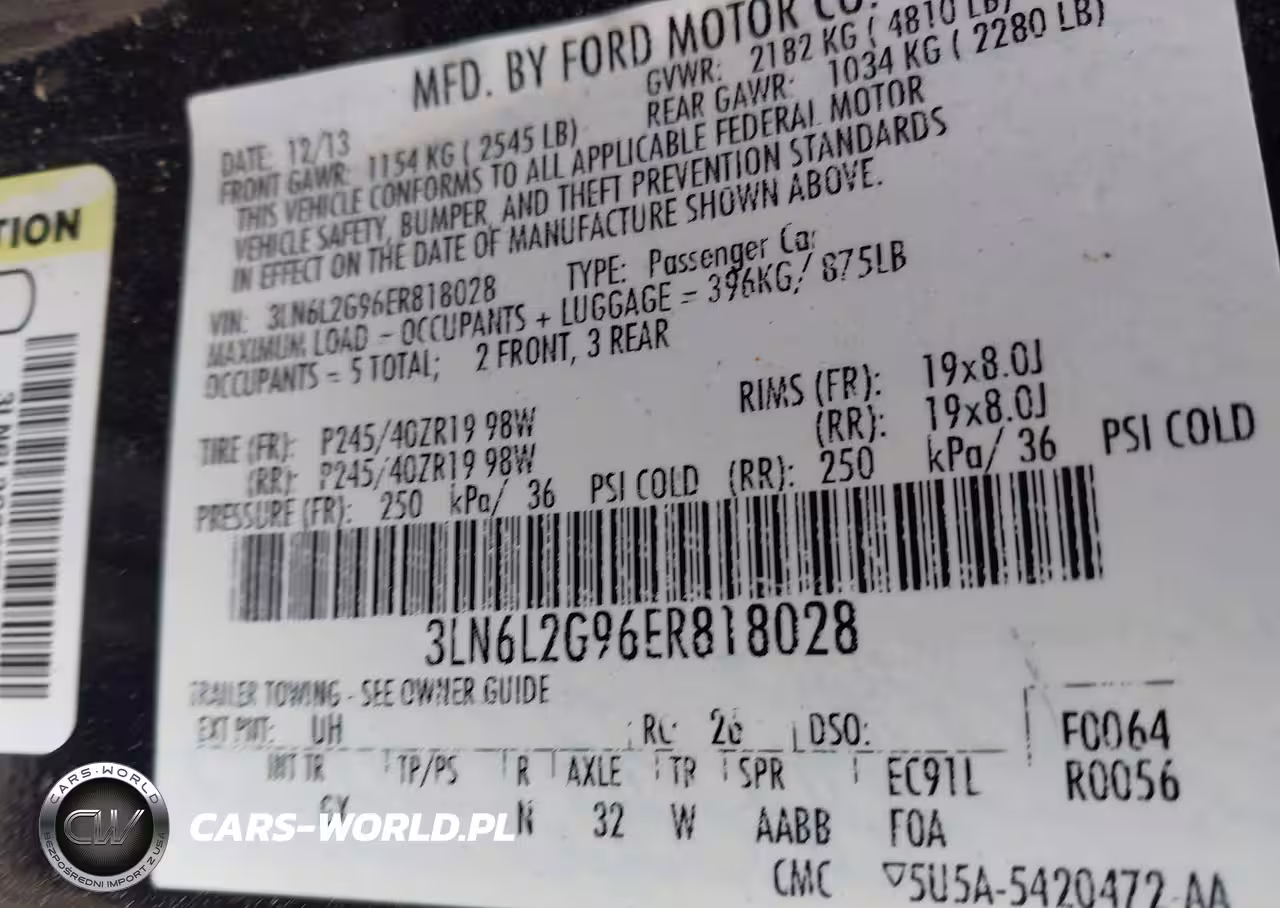 MFD. BY FORD MOTOR CO.
DATE: 12/13 GVWR: 2182 KG ( 4810 LB)
FRONT GAWR: 1154 KG ( 2545 LB) REAR GAWR: 1034 KG ( 2280 LB)
THIS VEHICLE CONFORMS TO ALL APPLICABLE FEDERAL MOTOR
VEHICLE SAFETY, BUMPER, AND THEFT PREVENTION STANDARDS
IN EFFECT ON THE DATE OF MANUFACTURE SHOWN ABOVE.
VIN: 3LN6L2G96ER818028 TYPE: Passenger Car
MAXIMUM LOAD - OCCUPANTS + LUGGAGE = 396KG/ 875LB
OCCUPANTS = 5 TOTAL; 2 FRONT, 3 REAR
TIRE (FR): P245/40ZR19 98W RIMS (FR): 19x8.0J
(RR): P245/40ZR19 98W (RR): 19x8.0J
PRESSURE (FR): 250 kPa/ 36 PSI COLD (RR): 250 kPa/ 36 PSI COLD
3LN6L2G96ER818028
TRAILER TOWING - SEE OWNER GUIDE
EXT PNT: UH RC: 26 DSO: F0064
INT TR TP/PS R AXLE TR SPR EC91L R0056
N 32 W AABB FOA
CMC 5U5A-5420472-AA
TION
CARS-WORLD
CW
BEZPOŚREDNI IMPORT Z USA
CARS-WORLD.PL